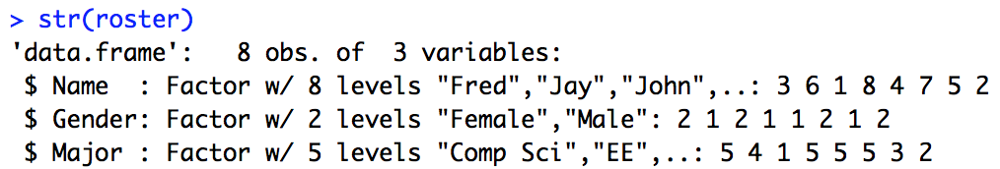 > str(roster)
'data.frame':   8 obs. of  3 variables:
 $ Name  : Factor w/ 8 levels "Fred","Jay","John",..: 3 6 1 8 4 7 5 2
 $ Gender: Factor w/ 2 levels "Female","Male": 2 1 2 1 1 2 1 2
 $ Major : Factor w/ 5 levels "Comp Sci","EE",..: 5 4 1 5 5 5 3 2